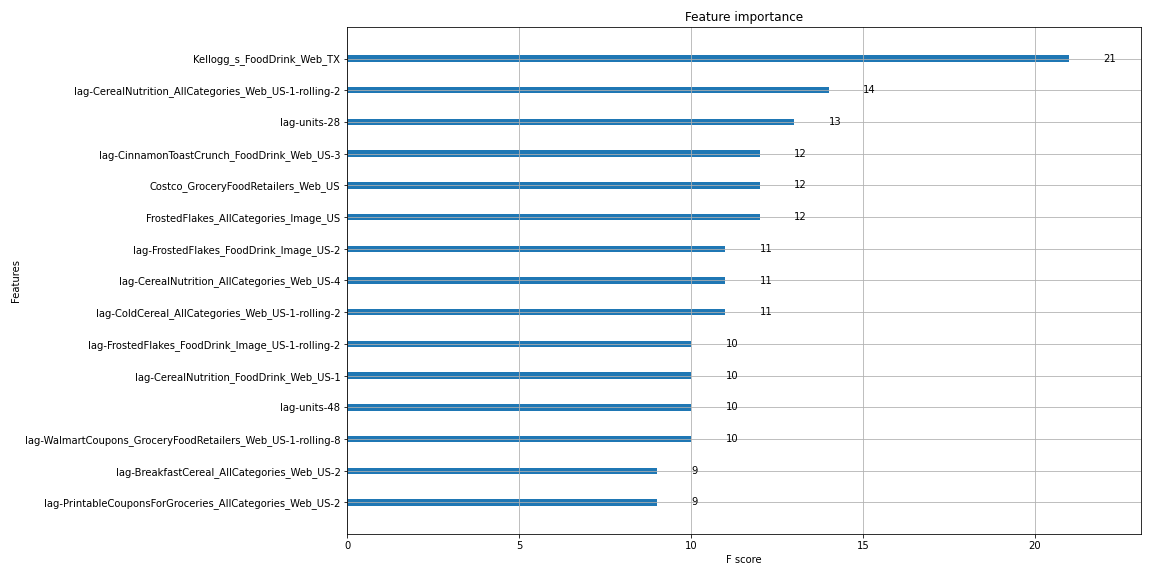 Feature importance
Kellogg_s_FoodDrink_Web_TX 21
lag-CerealNutrition_AllCategories_Web_US-1-rolling-2 14
lag-units-28 13
lag-CinnamonToastCrunch_FoodDrink_Web_US-3 12
Costco_GroceryFoodRetailers_Web_US 12
FrostedFlakes_AllCategories_Image_US 12
lag-FrostedFlakes_FoodDrink_Image_US-2 11
lag-CerealNutrition_AllCategories_Web_US-4 11
lag-ColdCereal_AllCategories_Web_US-1-rolling-2 11
lag-FrostedFlakes_FoodDrink_Image_US-1-rolling-2 10
lag-CerealNutrition_FoodDrink_Web_US-1 10
lag-units-48 10
lag-WalmartCoupons_GroceryFoodRetailers_Web_US-1-rolling-8 10
lag-BreakfastCereal_AllCategories_Web_US-2 9
lag-PrintableCouponsForGroceries_AllCategories_Web_US-2 9
Features
0 5 10 15 20
F score